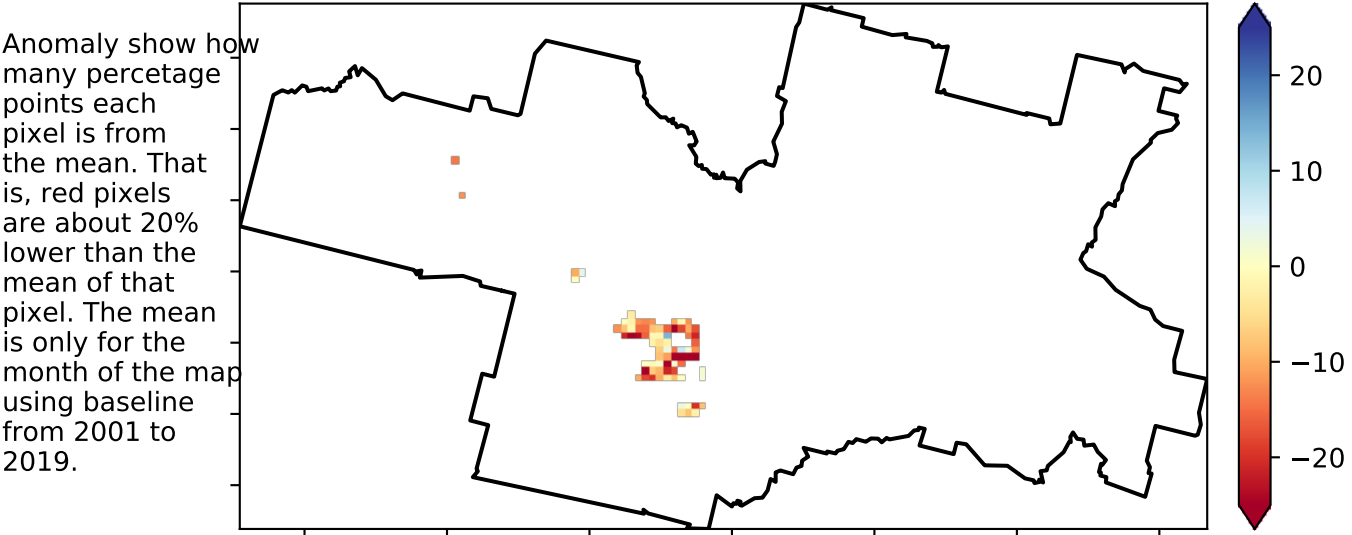 Anomaly show how
many percetage
points each
pixel is from
the mean. That
is, red pixels
are about 20%
lower than the
mean of that
pixel. The mean
is only for the
month of the map
using baseline
from 2001 to
2019.
20
10
0
−10
−20